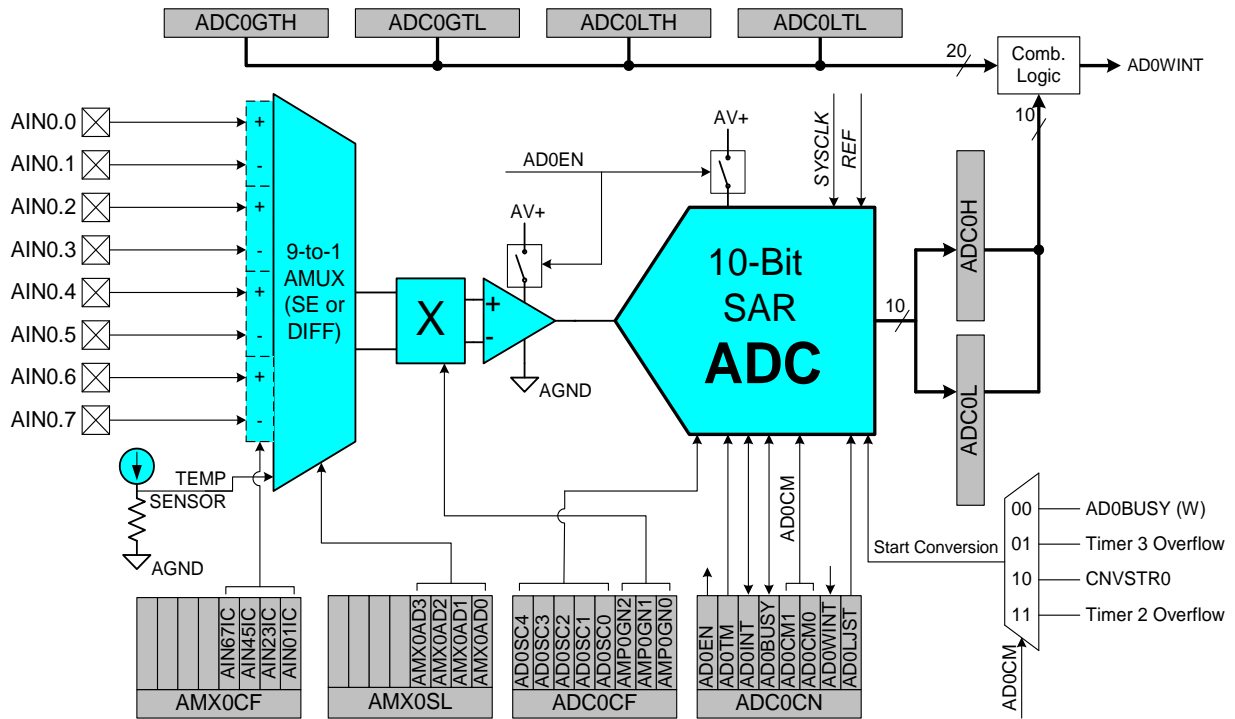 ADC0GTH
ADC0GTL
ADC0LTH
ADC0LTL
20
Comb.
Logic
AD0WINT
10
AIN0.0
AIN0.1
AIN0.2
AIN0.3
AIN0.4
AIN0.5
AIN0.6
AIN0.7
+
-
+
-
+
-
+
-
9-to-1
AMUX
(SE or
DIFF)
X
+
-
AV+
AGND
AD0EN
AV+
SYSCLK
REF
10-Bit
SAR
ADC
10
ADC0H
ADC0L
TEMP
SENSOR
AGND
AD0CM
Start Conversion
00
01
10
11
AD0BUSY (W)
Timer 3 Overflow
CNVSTR0
Timer 2 Overflow
AD0CM
AIN67IC
AIN45IC
AIN23IC
AIN01IC
AMX0CF
AMX0AD3
AMX0AD2
AMX0AD1
AMX0AD0
AMX0SL
AD0SC4
AD0SC3
AD0SC2
AD0SC1
AD0SC0
AMP0GN2
AMP0GN1
AMP0GN0
ADC0CF
AD0EN
AD0TM
AD0INT
AD0BUSY
AD0CM1
AD0CM0
AD0WINT
AD0LJST
ADC0CN